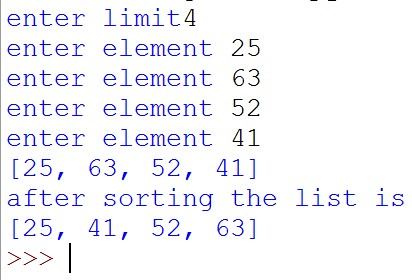 enter limit4
enter element 25
enter element 63
enter element 52
enter element 41
[25, 63, 52, 41]
after sorting the list is
[25, 41, 52, 63]
>>>